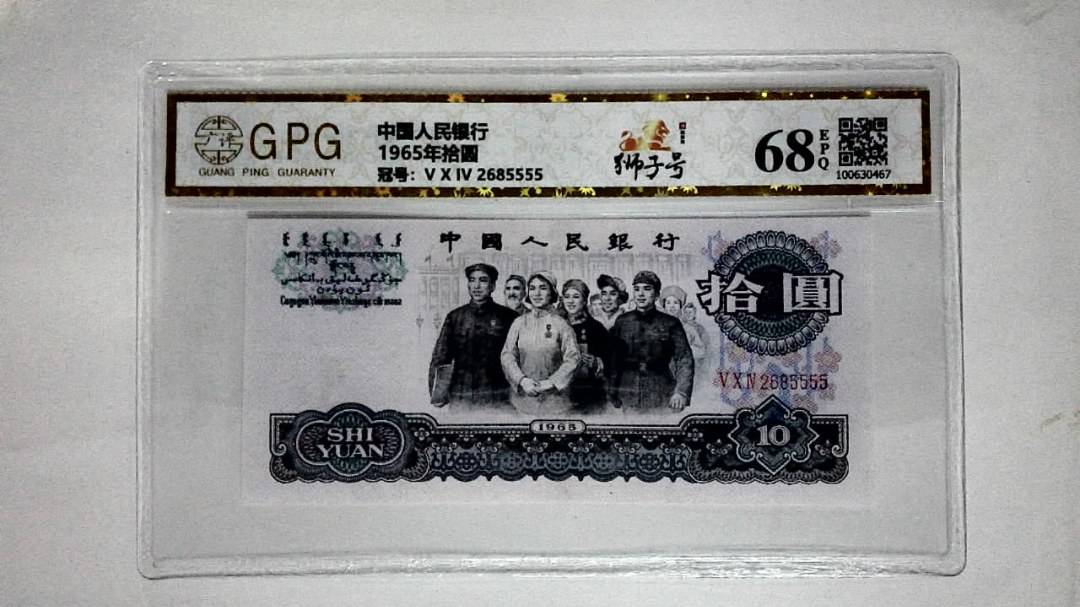 GPG
GUANG PING GUARANTY
中國人民银行
1965年拾圆
冠号：V X IV 2685555
狮子号
68
EPQ
100630467
中國人民銀行
拾圓
V X IV 2685555
1965
SHI
YUAN
10